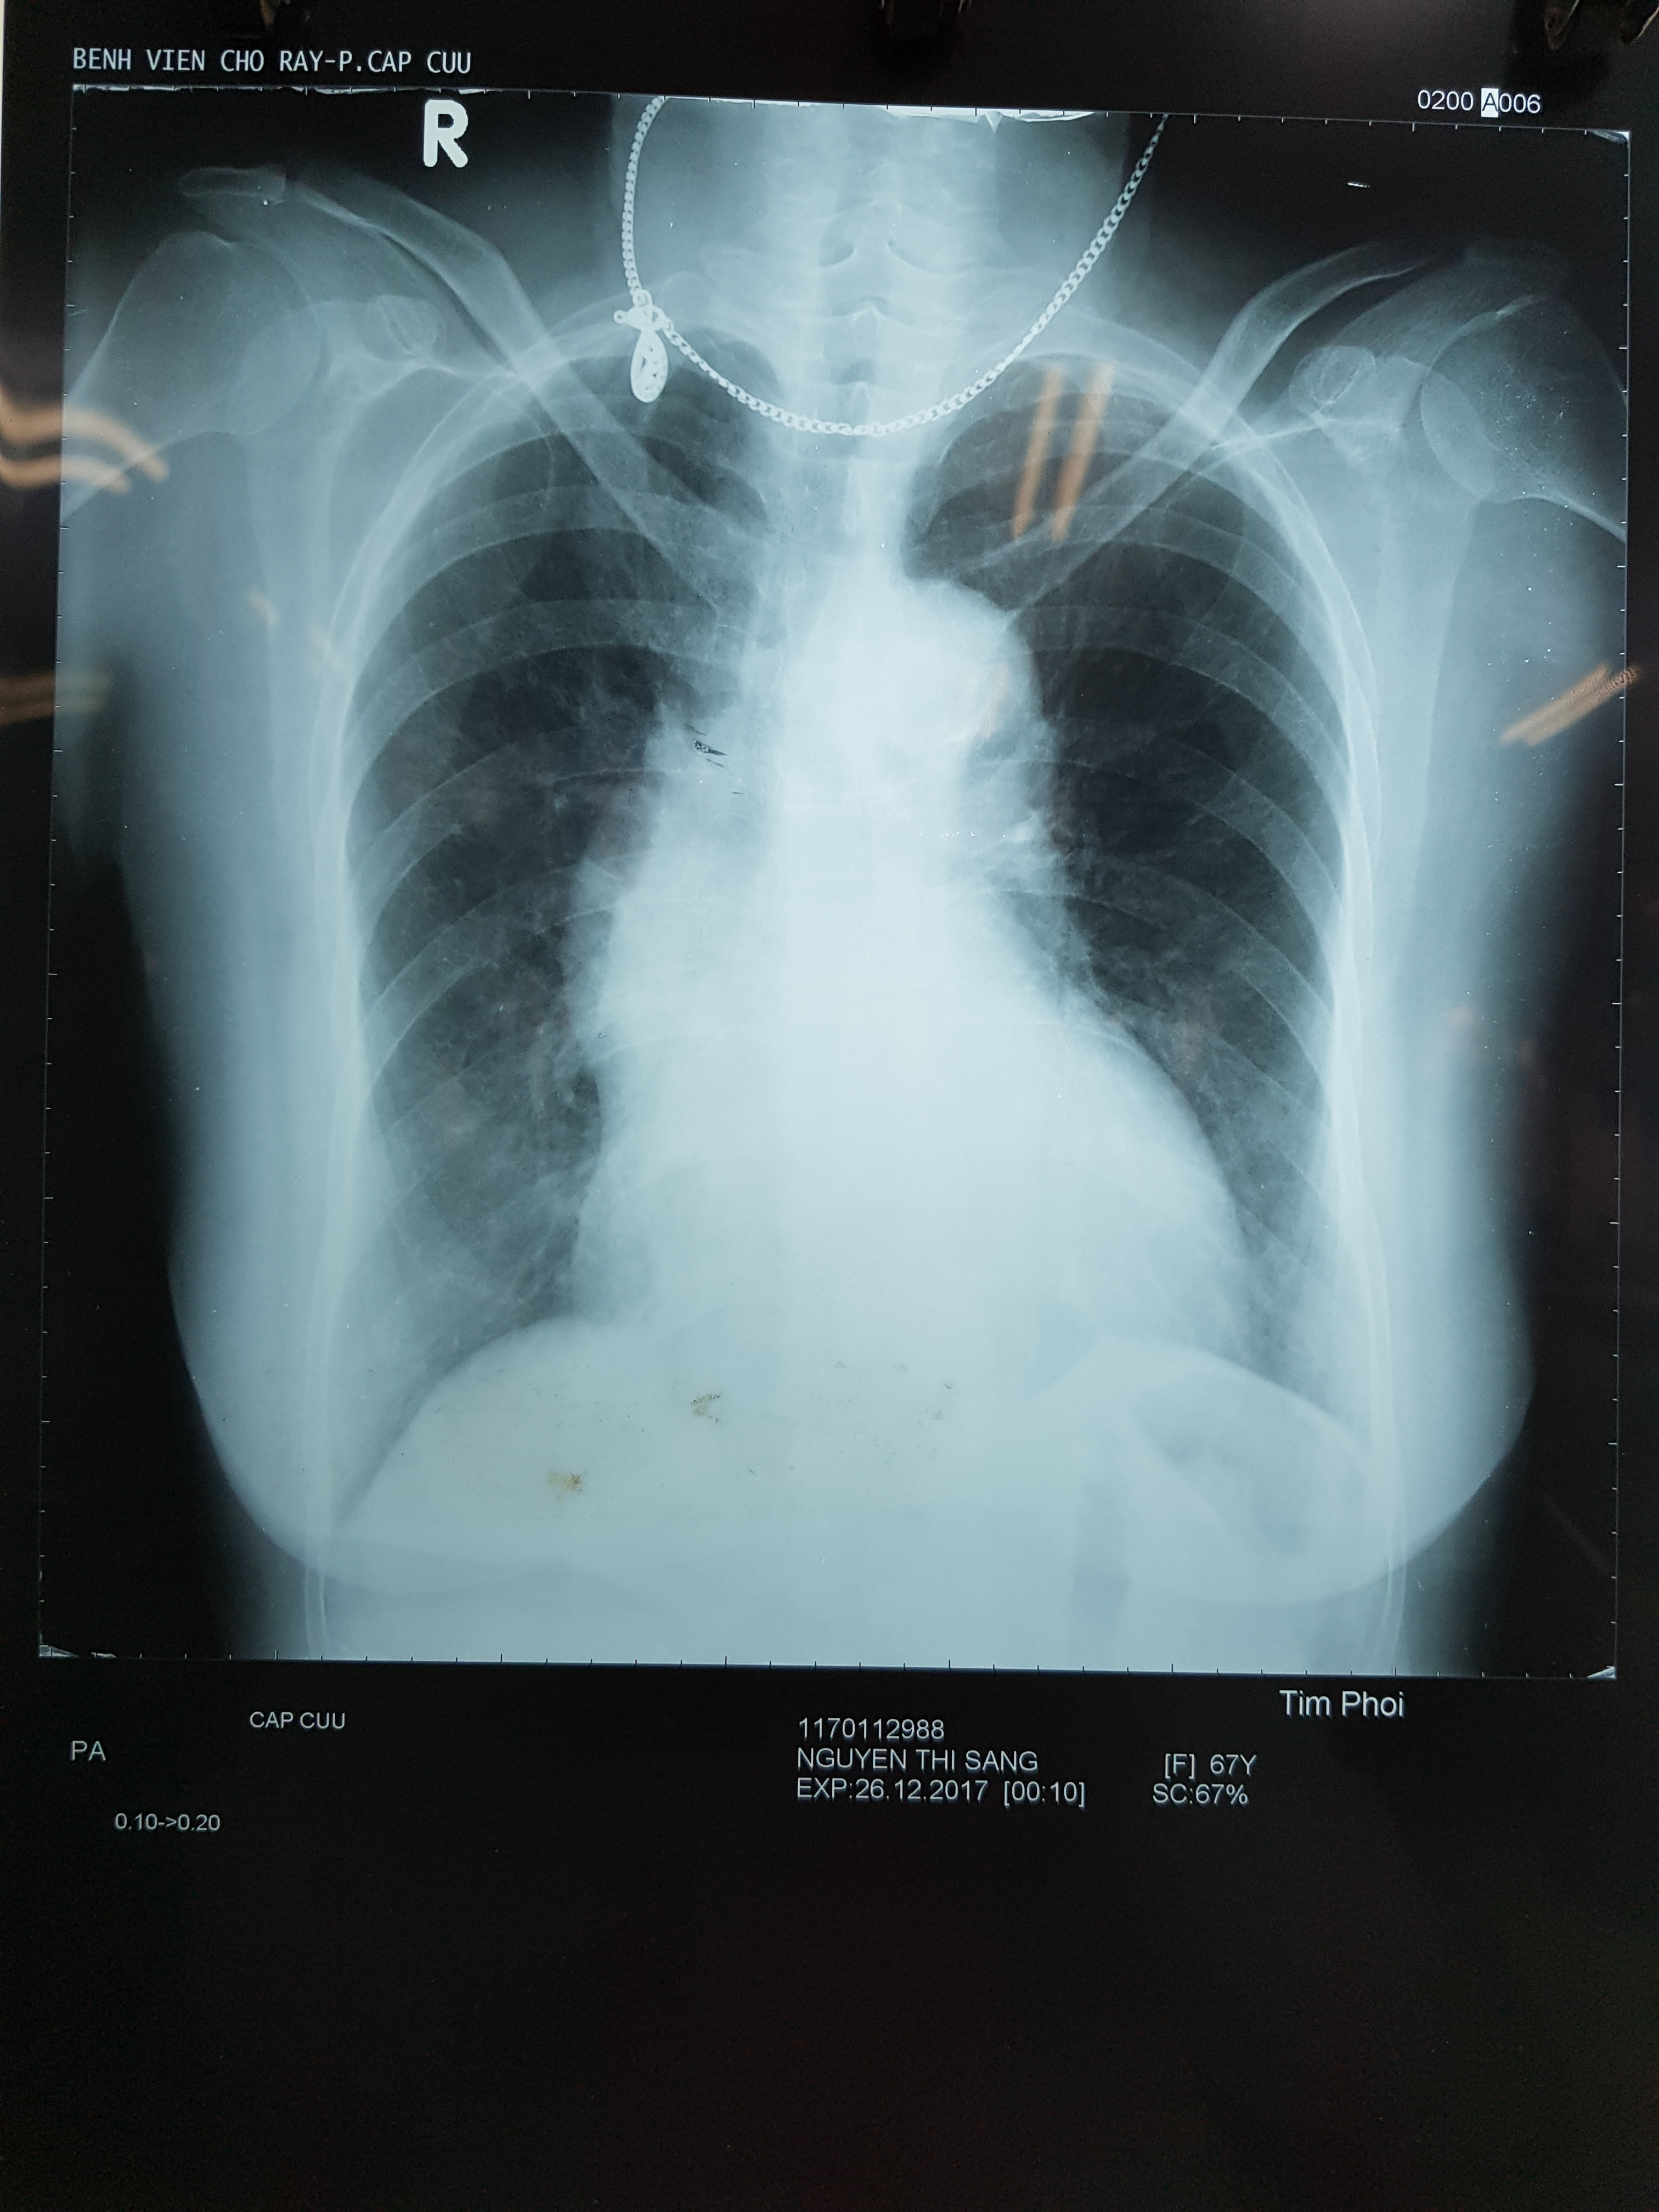 BENH VIEN CHO RAY-P.CAP CUU
0200 A006
R
Tim Phoi
CAP CUU
1170112988
PA
NGUYEN THI SANG [F] 67Y
EXP:26.12.2017 [00:10] SC:67%
0.10->0.20